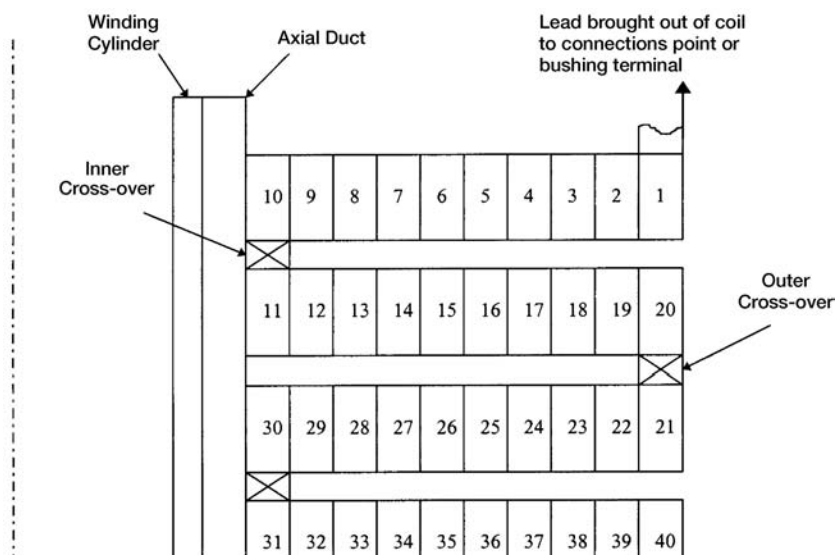 Winding
Cylinder
Axial Duct
Lead brought out of coil
to connections point or
bushing terminal
Inner
Cross-over
10 9 8 7 6 5 4 3 2 1
Outer
Cross-over
11 12 13 14 15 16 17 18 19 20
30 29 28 27 26 25 24 23 22 21
31 32 33 34 35 36 37 38 39 40